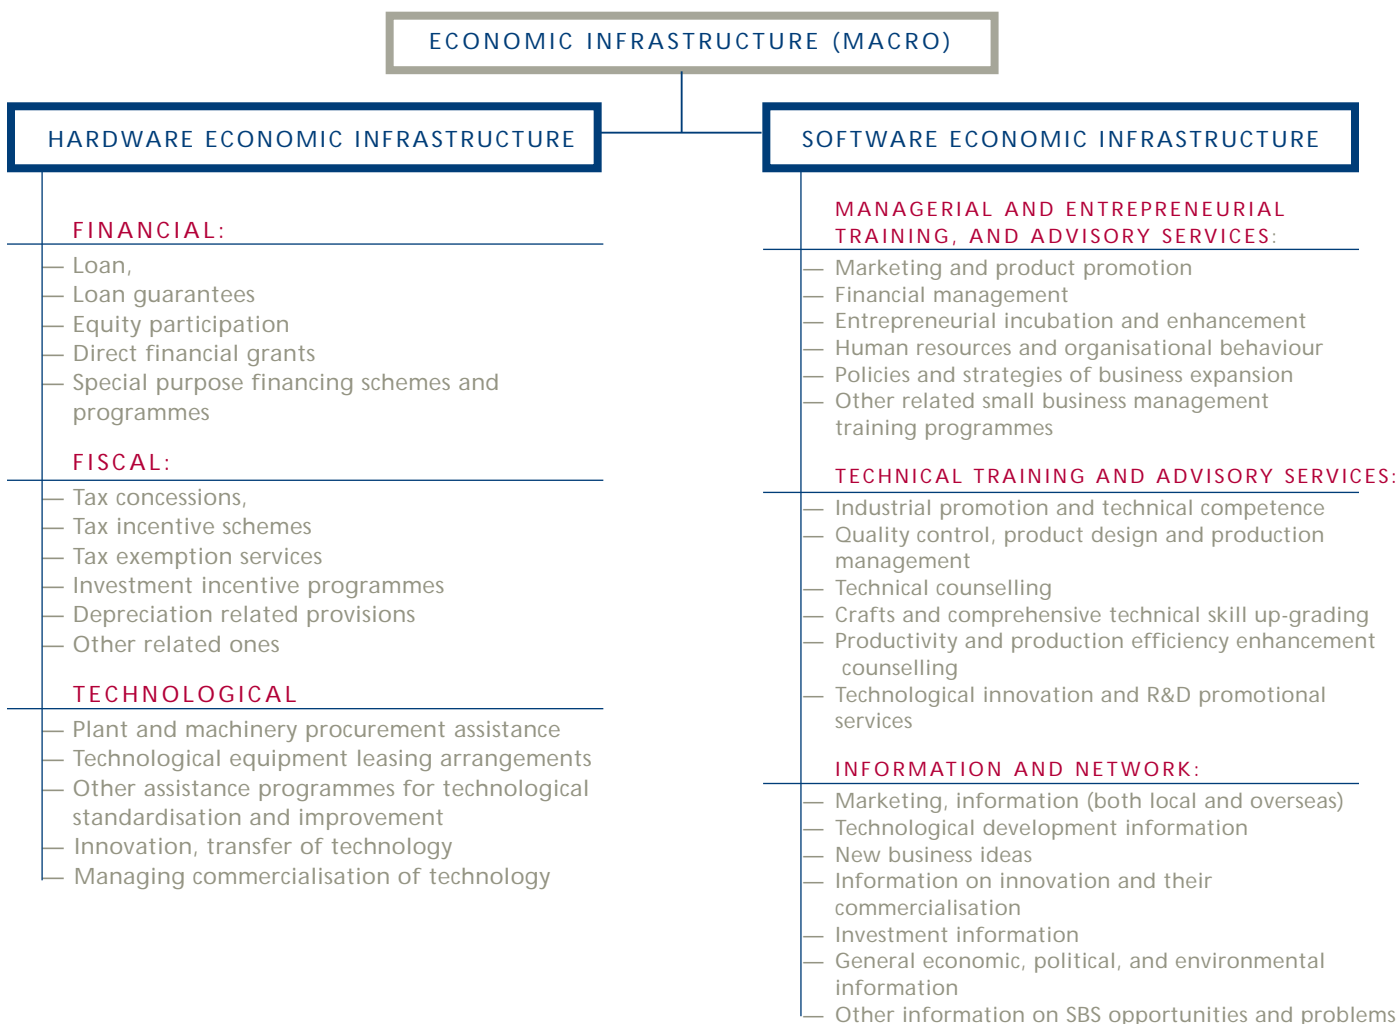 ECONOMIC INFRASTRUCTURE (MACRO)
HARDWARE ECONOMIC INFRASTRUCTURE
FINANCIAL:
— Loan,
— Loan guarantees
— Equity participation
— Direct financial grants
— Special purpose financing schemes and
programmes
FISCAL:
— Tax concessions,
— Tax incentive schemes
— Tax exemption services
— Investment incentive programmes
— Depreciation related provisions
— Other related ones
TECHNOLOGICAL
— Plant and machinery procurement assistance
— Technological equipment leasing arrangements
— Other assistance programmes for technological
standardisation and improvement
— Innovation, transfer of technology
— Managing commercialisation of technology
SOFTWARE ECONOMIC INFRASTRUCTURE
MANAGERIAL AND ENTREPRENEURIAL
TRAINING, AND ADVISORY SERVICES:
— Marketing and product promotion
— Financial management
— Entrepreneurial incubation and enhancement
— Human resources and organisational behaviour
— Policies and strategies of business expansion
— Other related small business management
training programmes
TECHNICAL TRAINING AND ADVISORY SERVICES:
— Industrial promotion and technical competence
— Quality control, product design and production
management
— Technical counselling
— Crafts and comprehensive technical skill up-grading
— Productivity and production efficiency enhancement
counselling
— Technological innovation and R&D promotional
services
INFORMATION AND NETWORK:
— Marketing, information (both local and overseas)
— Technological development information
— New business ideas
— Information on innovation and their
commercialisation
— Investment information
— General economic, political, and environmental
information
— Other information on SBS opportunities and problems